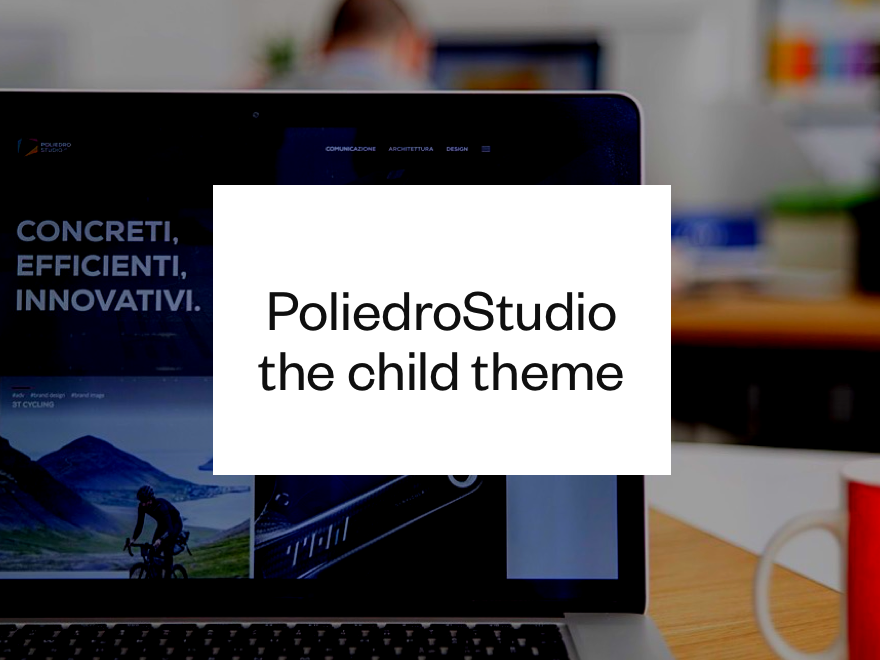 POLIEDRO
STUDIO
COMUNICAZIONE ARCHITETTURA DESIGN
CONCRETI,
EFFICIENTI,
INNOVATIVI.
PoliedroStudio
the child theme
#adv #brand design #brand image
3T CYCLING